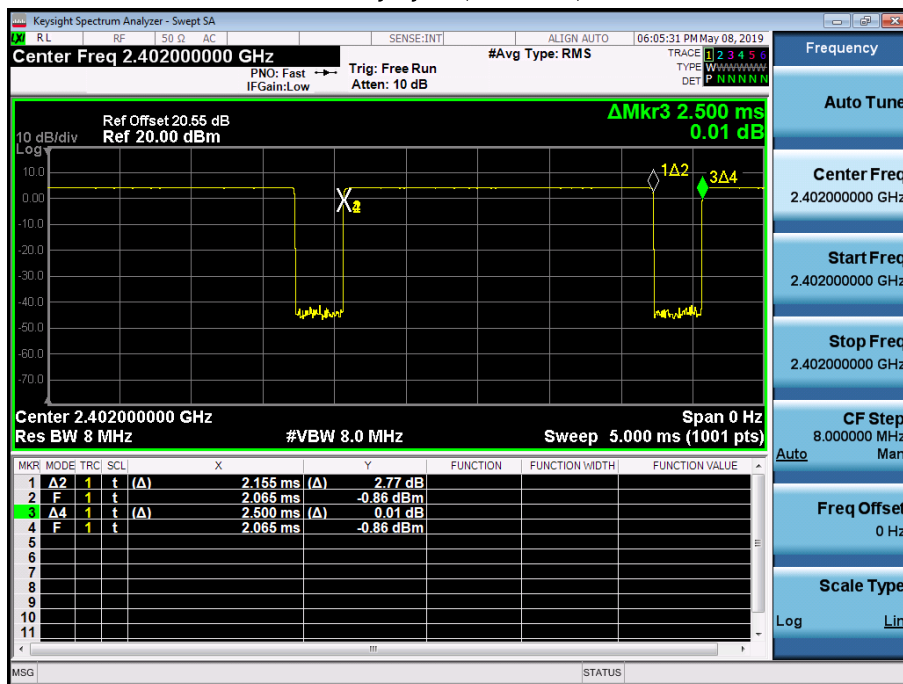 Keysight Spectrum Analyzer - Swept SA
LXI RL RF 50 Ω AC SENSE:INT ALIGN AUTO 06:05:31 PM May 08, 2019
Center Freq 2.402000000 GHz #Avg Type: RMS TRACE 1 2 3 4 5 6
PNO: Fast Trig: Free Run TYPE WWWWWW
IFGain:Low Atten: 10 dB DET P N N N N N
Ref Offset 20.55 dB ΔMkr3 2.500 ms
10 dB/div Ref 20.00 dBm 0.01 dB
Log
10.0
1Δ2
3Δ4
0.00
-10.0
-20.0
-30.0
-40.0
-50.0
-60.0
-70.0
Center 2.402000000 GHz Span 0 Hz
Res BW 8 MHz #VBW 8.0 MHz Sweep 5.000 ms (1001 pts)
MKR MODE TRC SCL X Y FUNCTION FUNCTION WIDTH FUNCTION VALUE
1 Δ2 1 t (Δ) 2.155 ms (Δ) 2.77 dB
2 F 1 t 2.065 ms -0.86 dBm
3 Δ4 1 t (Δ) 2.500 ms (Δ) 0.01 dB
4 F 1 t 2.065 ms -0.86 dBm
5
6
7
8
9
10
11
MSG STATUS
Frequency
Auto Tune
Center Freq
2.402000000 GHz
Start Freq
2.402000000 GHz
Stop Freq
2.402000000 GHz
CF Step
8.000000 MHz
Auto Man
Freq Offset
0 Hz
Scale Type
Log Lin